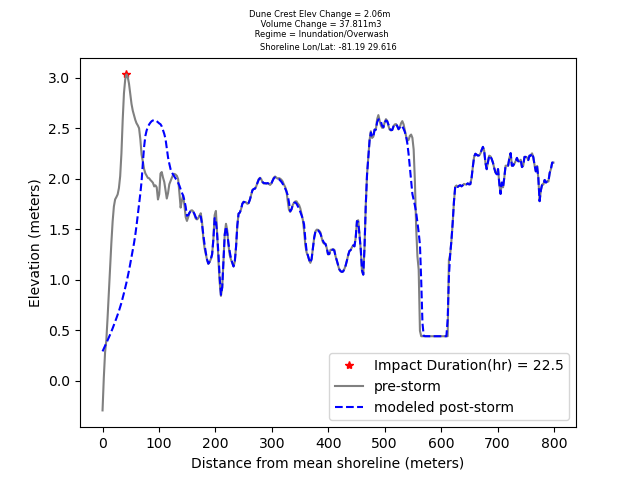 Dune Crest Elev Change = 2.06m
Volume Change = 37.811m3
Regime = Inundation/Overwash
Shoreline Lon/Lat: -81.19 29.616
3.0
2.5
2.0
1.5
1.0
0.5
0.0
Elevation (meters)
Impact Duration(hr) = 22.5
pre-storm
modeled post-storm
0 100 200 300 400 500 600 700 800
Distance from mean shoreline (meters)